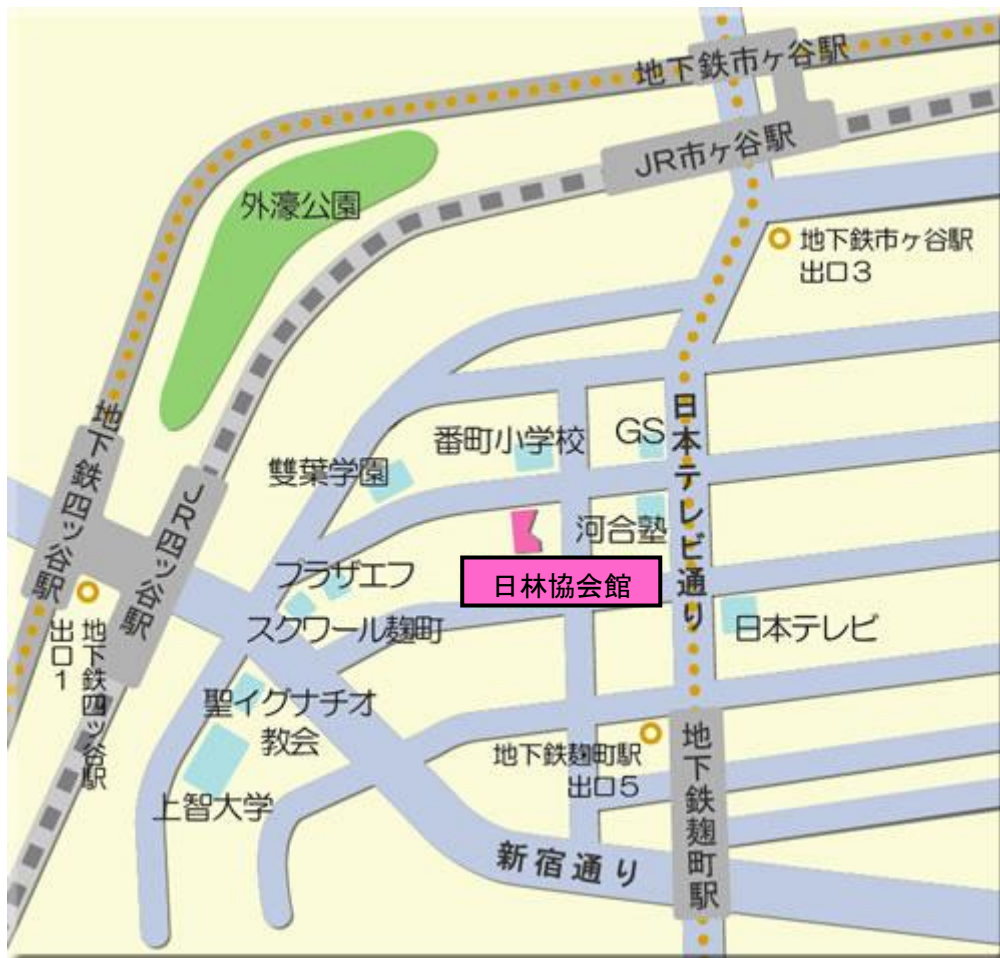 地下鉄市ヶ谷駅
JR市ヶ谷駅
外濠公園
地下鉄市ヶ谷駅
出口3
地下鉄四ッ谷駅
JR四ッ谷駅
番町小学校
GS
日本テレビ通り
雙葉学園
河合塾
プラザエフ
日林協会館
スクワール麹町
日本テレビ
地下鉄四ッ谷駅
出口1
聖イグナチオ
教会
地下鉄麹町駅
出口5
地下鉄麹町駅
上智大学
新宿通り